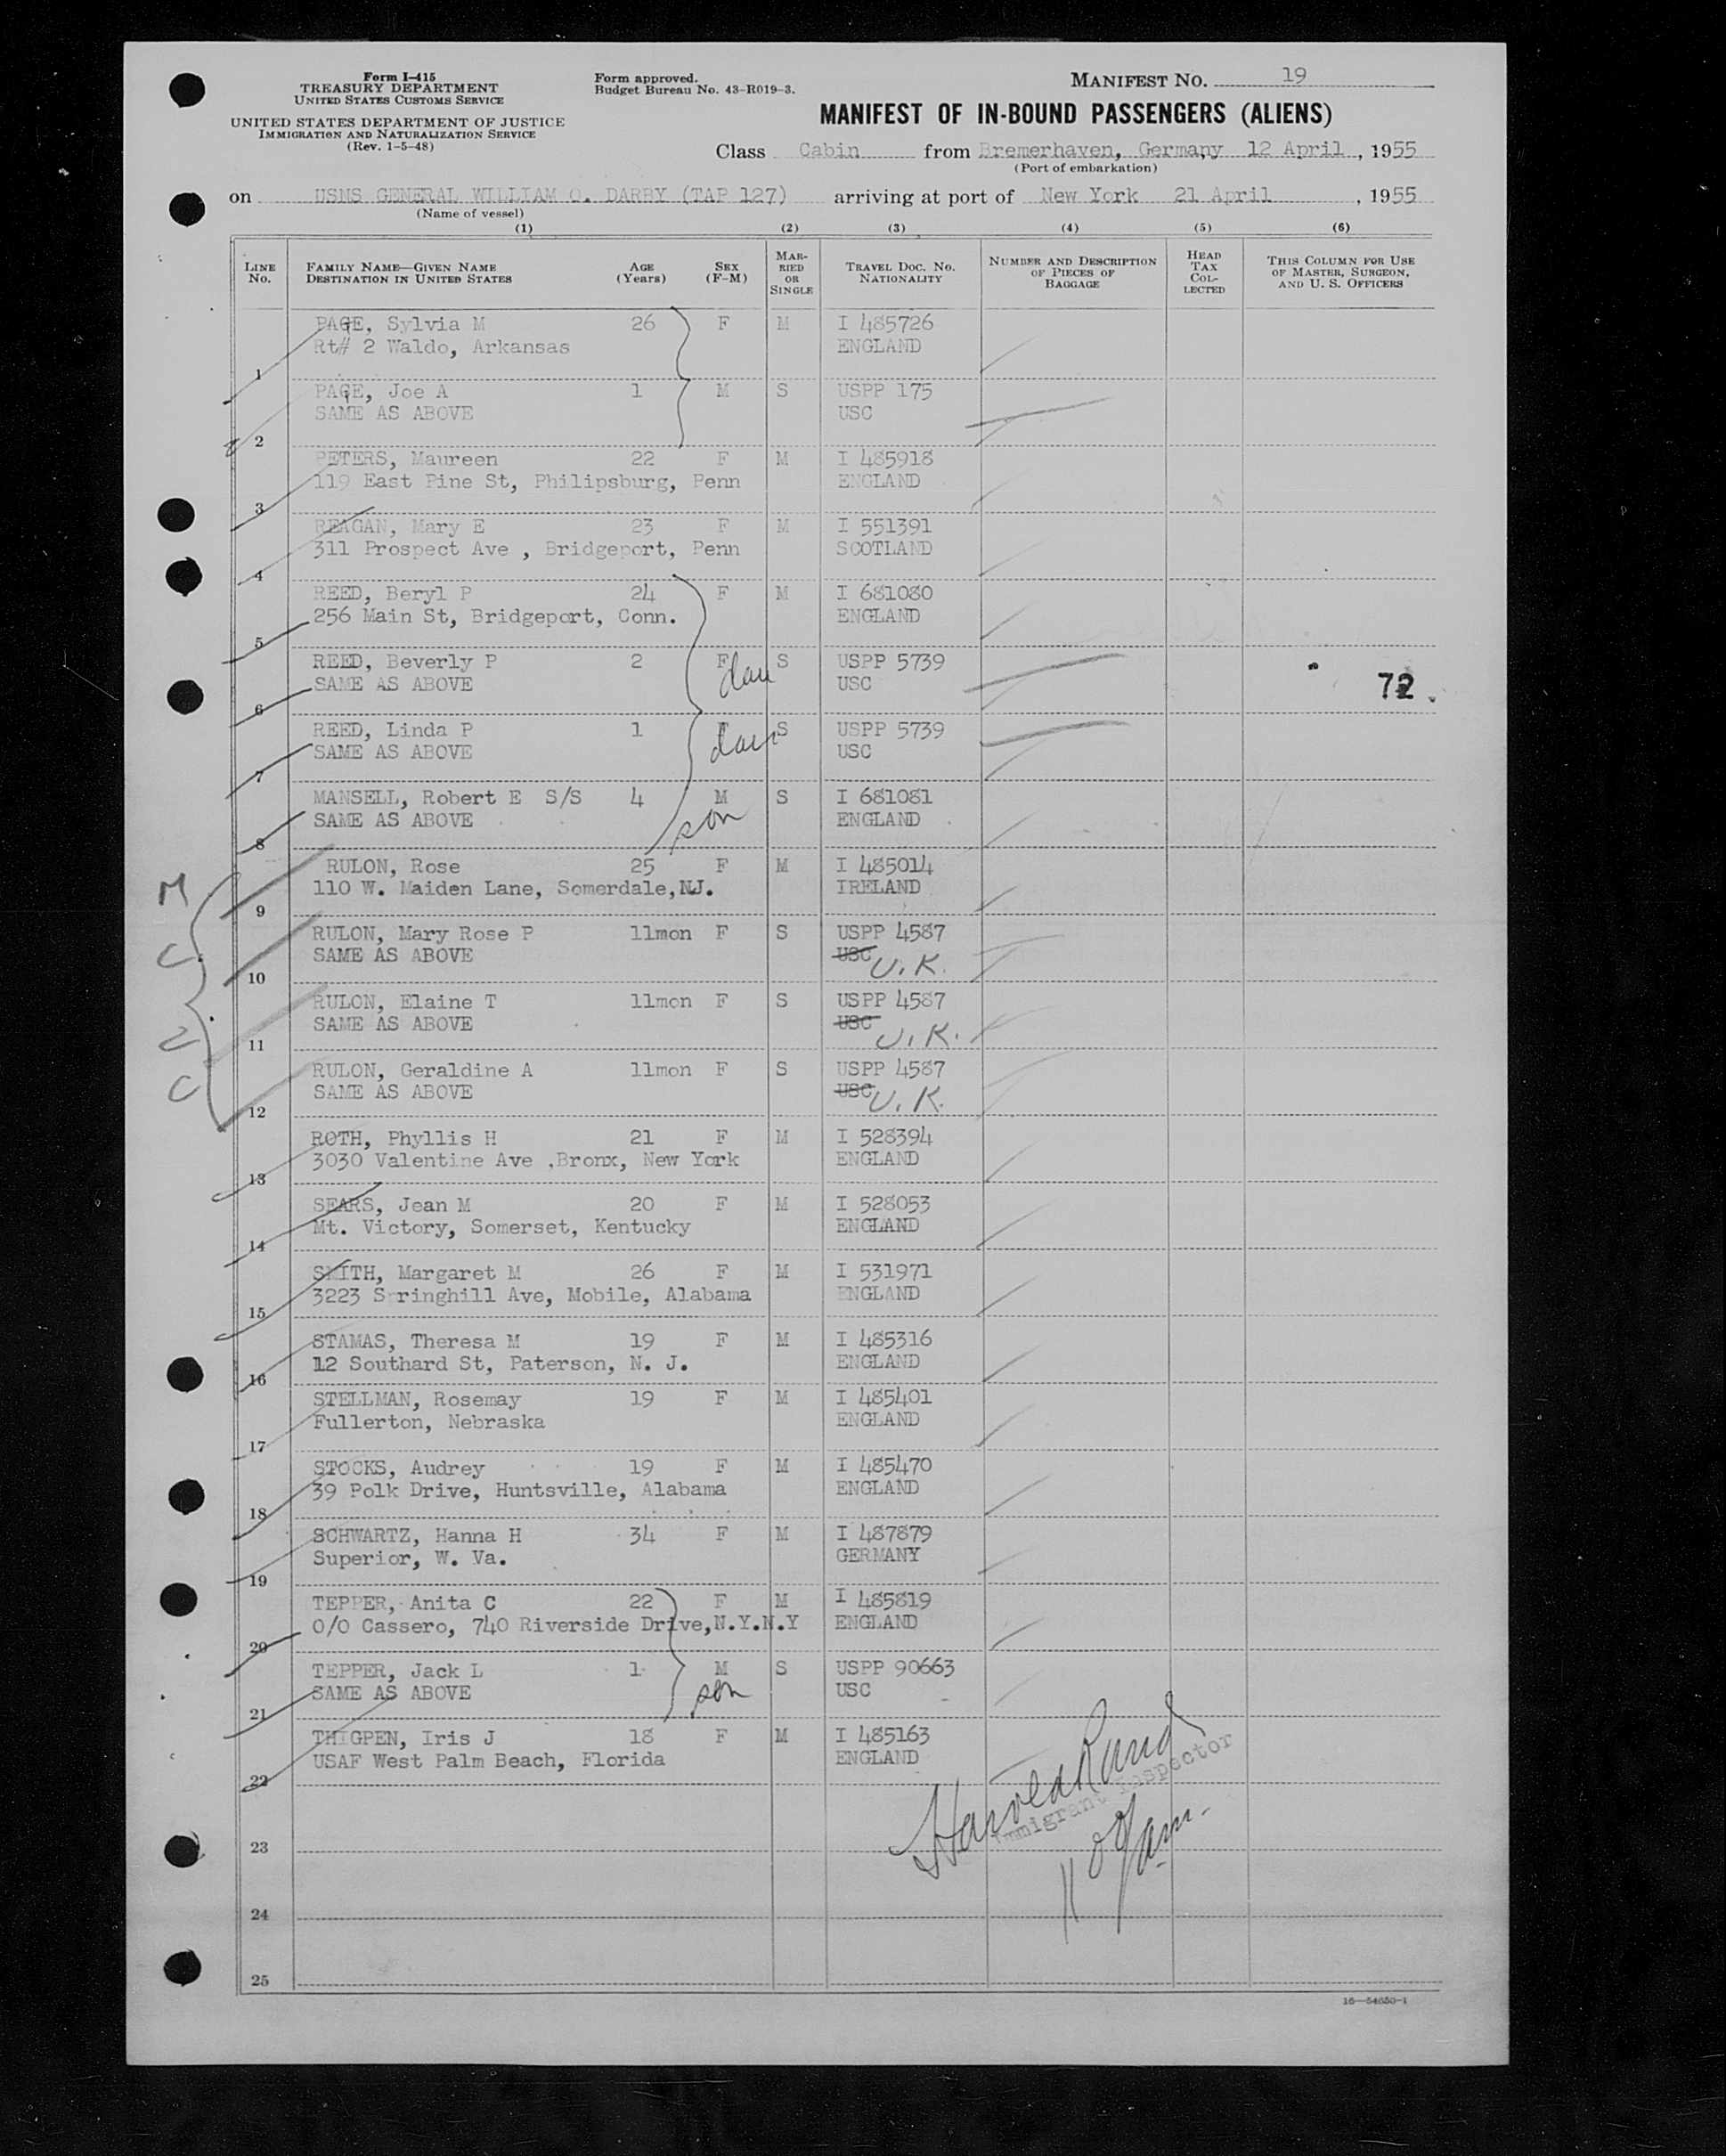 Form I-415
TREASURY DEPARTMENT
UNITED STATES CUSTOMS SERVICE
UNITED STATES DEPARTMENT OF JUSTICE
IMMIGRATION AND NATURALIZATION SERVICE
(Rev. 1-5-48)
Form approved.
Budget Bureau No. 43-R019-3.
MANIFEST NO. 19
MANIFEST OF IN-BOUND PASSENGERS (ALIENS)
Class Cabin from Bremerhaven, Germany 12 April, 1955
(Port of embarkation)
on USNS GENERAL WILLIAM O. DARBY (TAP 127) arriving at port of New York 21 April, 1955
(Name of vessel)
(1) (2) (3) (4) (5) (6)
LINE NO.
FAMILY NAME—GIVEN NAME
DESTINATION IN UNITED STATES
AGE (Years)
SEX (F-M)
MARRIED OR SINGLE
TRAVEL DOC. NO.
NATIONALITY
NUMBER AND DESCRIPTION OF PIECES OF BAGGAGE
HEAD TAX COLLECTED
THIS COLUMN FOR USE OF MASTER, SURGEON, AND U. S. OFFICERS
PAGE, Sylvia M 26 F M I 485726
Rt# 2 Waldo, Arkansas ENGLAND
1
PAGE, Joe A 1 M S USPP 175
SAME AS ABOVE USC
2
PETERS, Maureen 22 F M I 485918
119 East Pine St, Philipsburg, Penn ENGLAND
3
REAGAN, Mary E 23 F M I 551391
311 Prospect Ave , Bridgeport, Penn SCOTLAND
4
REED, Beryl P 24 F M I 681080
256 Main St, Bridgeport, Conn. ENGLAND
5
REED, Beverly P 2 F dau S USPP 5739
SAME AS ABOVE USC 72
6
REED, Linda P 1 F dau S USPP 5739
SAME AS ABOVE USC
7
MANSELL, Robert E S/S 4 M son S I 681081
SAME AS ABOVE ENGLAND
8
M RULON, Rose 25 F M I 485014
110 W. Maiden Lane, Somerdale,NJ. IRELAND
9
C RULON, Mary Rose P 11mon F S USPP 4587
SAME AS ABOVE USC U.K.
10
RULON, Elaine T 11mon F S USPP 4587
SAME AS ABOVE USC U.K.
C 11
RULON, Geraldine A 11mon F S USPP 4587
C SAME AS ABOVE USC U.K.
12
ROTH, Phyllis H 21 F M I 528394
3030 Valentine Ave ,Bronx, New York ENGLAND
13
SEARS, Jean M 20 F M I 528053
Mt. Victory, Somerset, Kentucky ENGLAND
14
SMITH, Margaret M 26 F M I 531971
3223 S ringhill Ave, Mobile, Alabama ENGLAND
15
STAMAS, Theresa M 19 F M I 485316
12 Southard St, Paterson, N. J. ENGLAND
16
STELLMAN, Rosemay 19 F M I 485401
Fullerton, Nebraska ENGLAND
17
STOCKS, Audrey 19 F M I 485470
39 Polk Drive, Huntsville, Alabama ENGLAND
18
SCHWARTZ, Hanna H 34 F M I 487879
Superior, W. Va. GERMANY
19
TEPPER, Anita C 22 F M I 485819
O/O Cassero, 740 Riverside Drive,N.Y.N.Y ENGLAND
20
TEPPER, Jack L 1 M son S USPP 90663
SAME AS ABOVE USC
21
THIGPEN, Iris J 18 F M I 485163
USAF West Palm Beach, Florida ENGLAND
22
Harold Rand
Immigrant Inspector
23
24
25